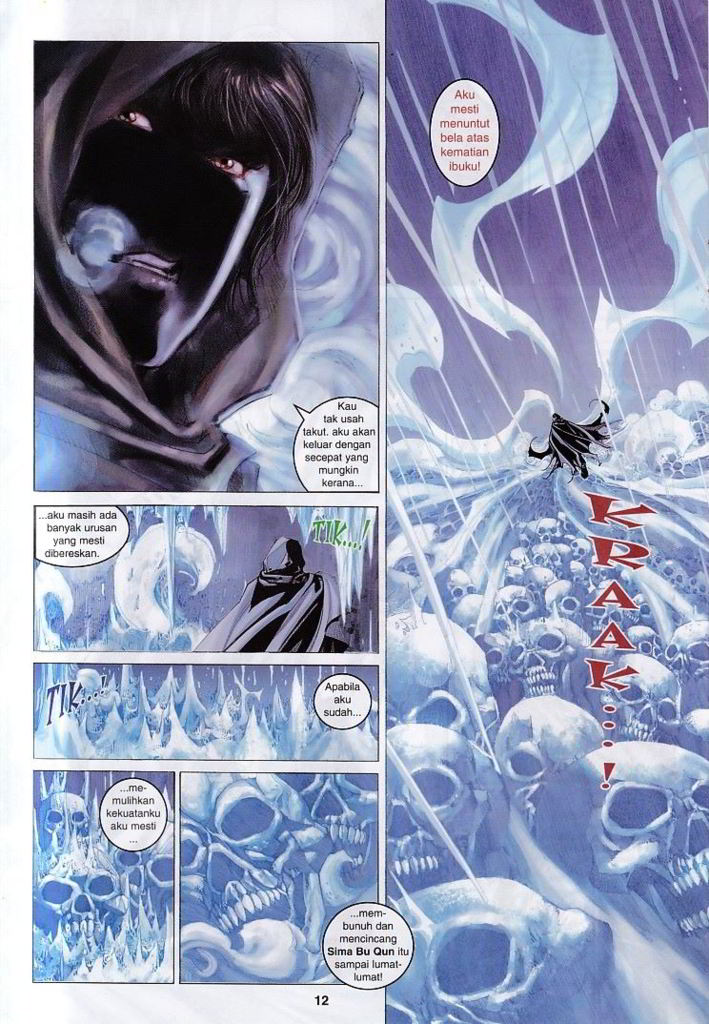 Kau
tak usah
takut. aku akan
keluar dengan
secepat yang
mungkin
kerana...
...aku masih ada
banyak urusan
yang mesti
dibereskan.
TIK...!
TIK...!
Apabila
aku
sudah...
...me-
mulihkan
kekuatanku
aku mesti
...
...mem-
bunuh dan
mencincang
Sima Bu Qun itu
sampai lumat-
lumat!
Aku
mesti
menuntut
bela atas
kematian
ibuku!
KRAAK...!
12